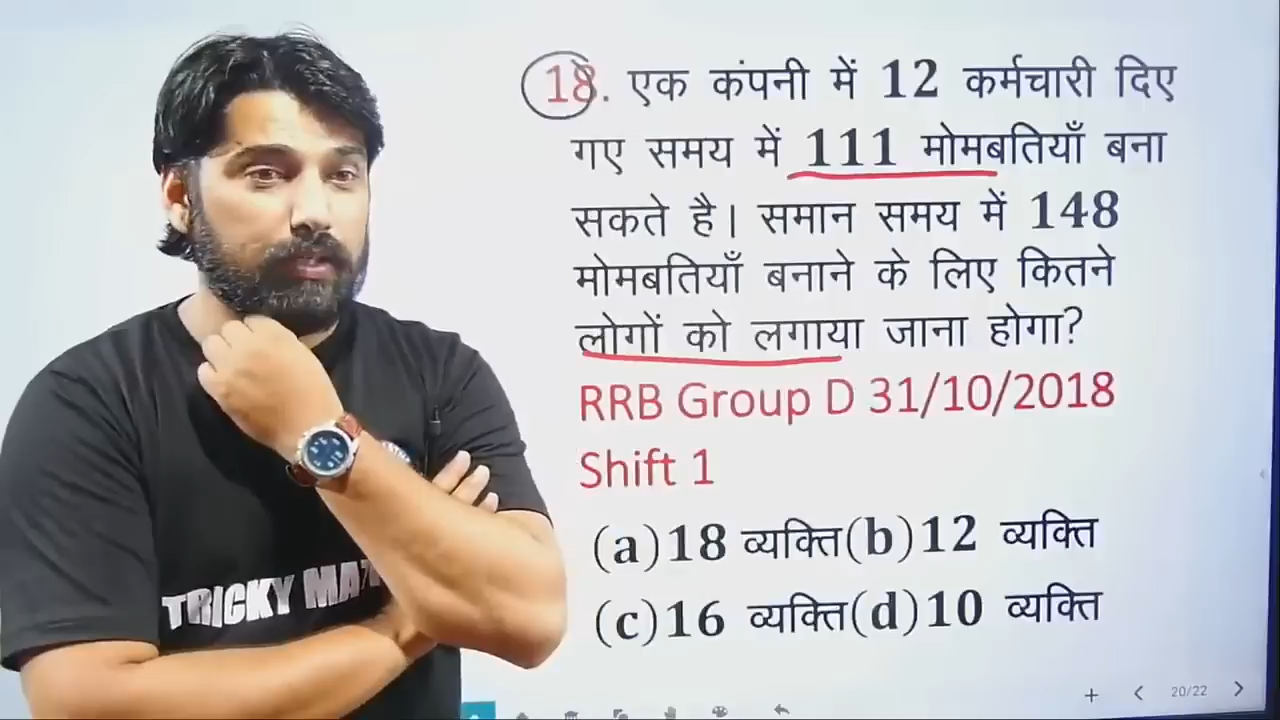 18. एक कंपनी में 12 कर्मचारी दिए
गए समय में 111 मोमबतियाँ बना
सकते है। समान समय में 148
मोमबतियाँ बनाने के लिए कितने
लोगों को लगाया जाना होगा?
RRB Group D 31/10/2018
Shift 1
(a)18 व्यक्ति(b)12 व्यक्ति
(c)16 व्यक्ति(d)10 व्यक्ति
TRICKY
20/22